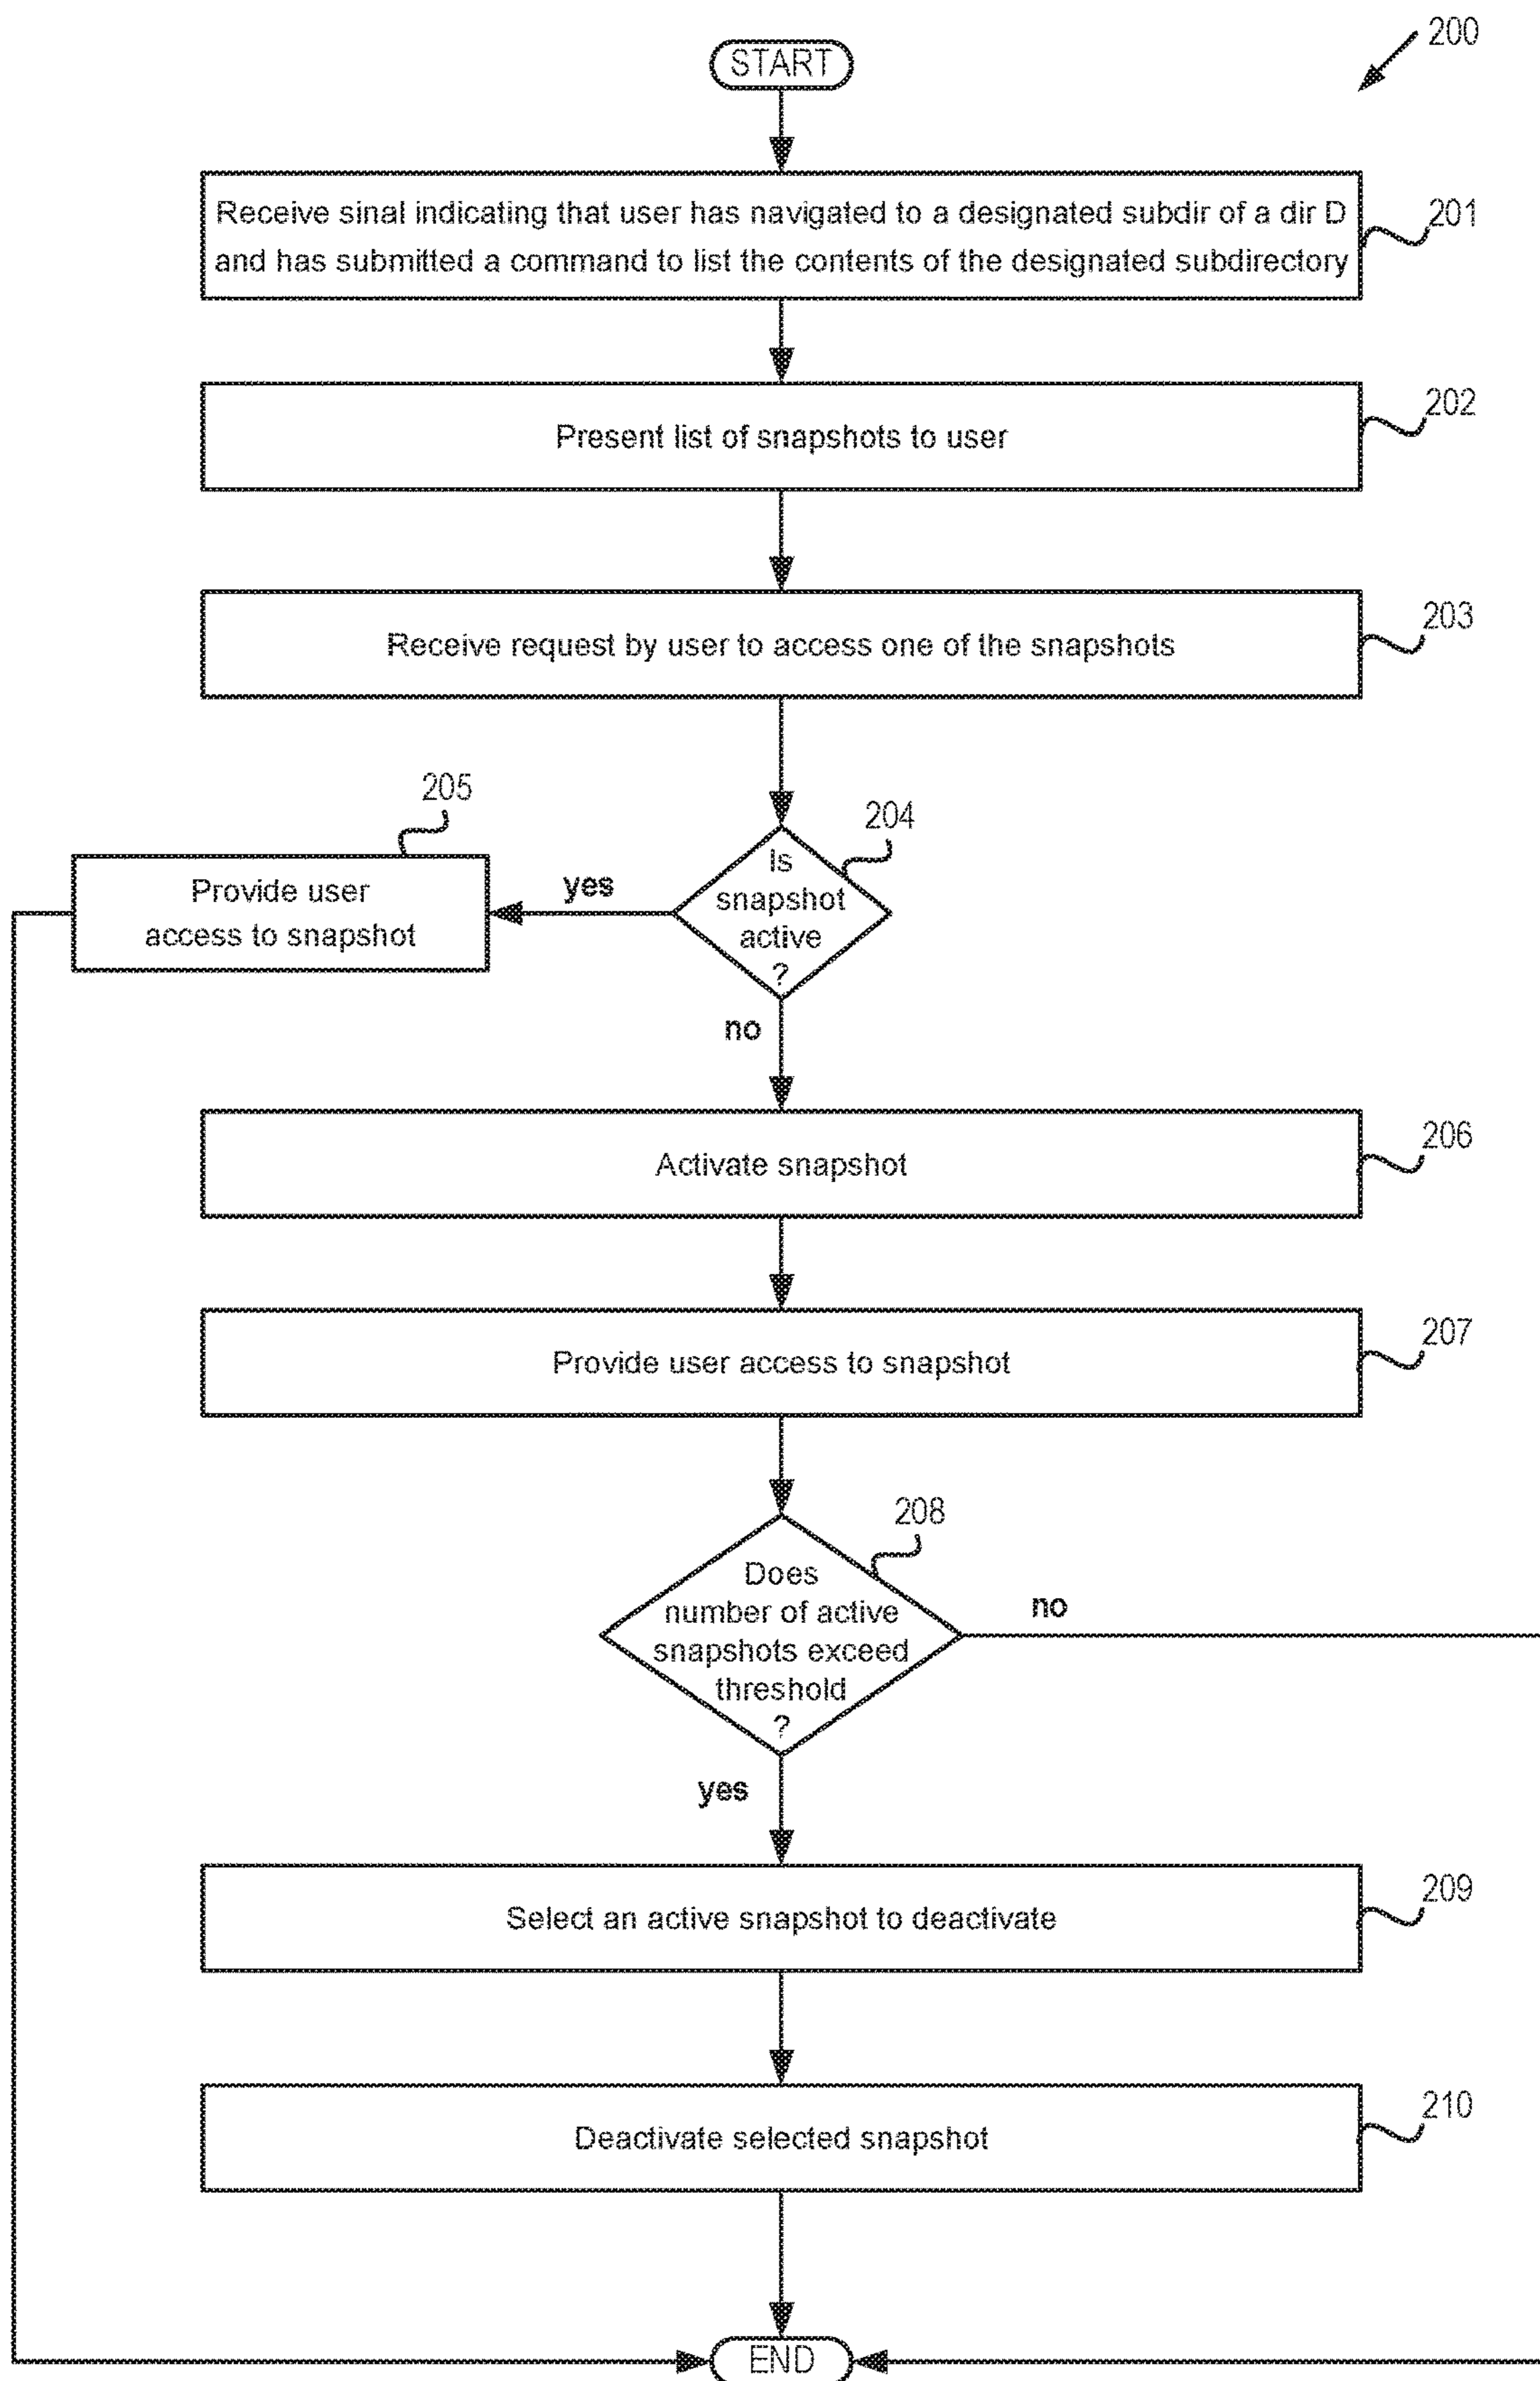 200
START
Receive sinal indicating that user has navigated to a designated subdir of a dir D
and has submitted a command to list the contents of the designated subdirectory
201
Present list of snapshots to user
202
Receive request by user to access one of the snapshots
203
205
Provide user
access to snapshot
yes
204
Is
snapshot
active
?
no
Activate snapshot
206
Provide user access to snapshot
207
208
Does
number of active
snapshots exceed
threshold
?
no
yes
Select an active snapshot to deactivate
209
Deactivate selected snapshot
210
END